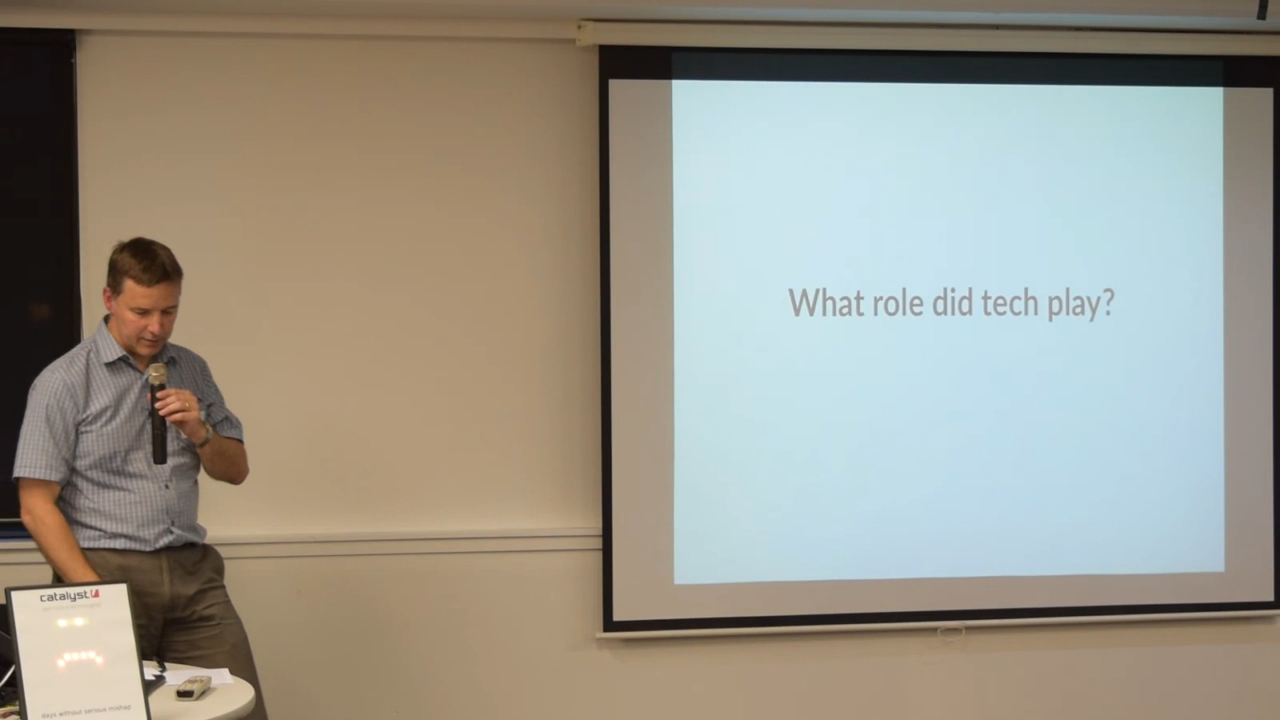 What role did tech play?
catalyst
days without serious mishap